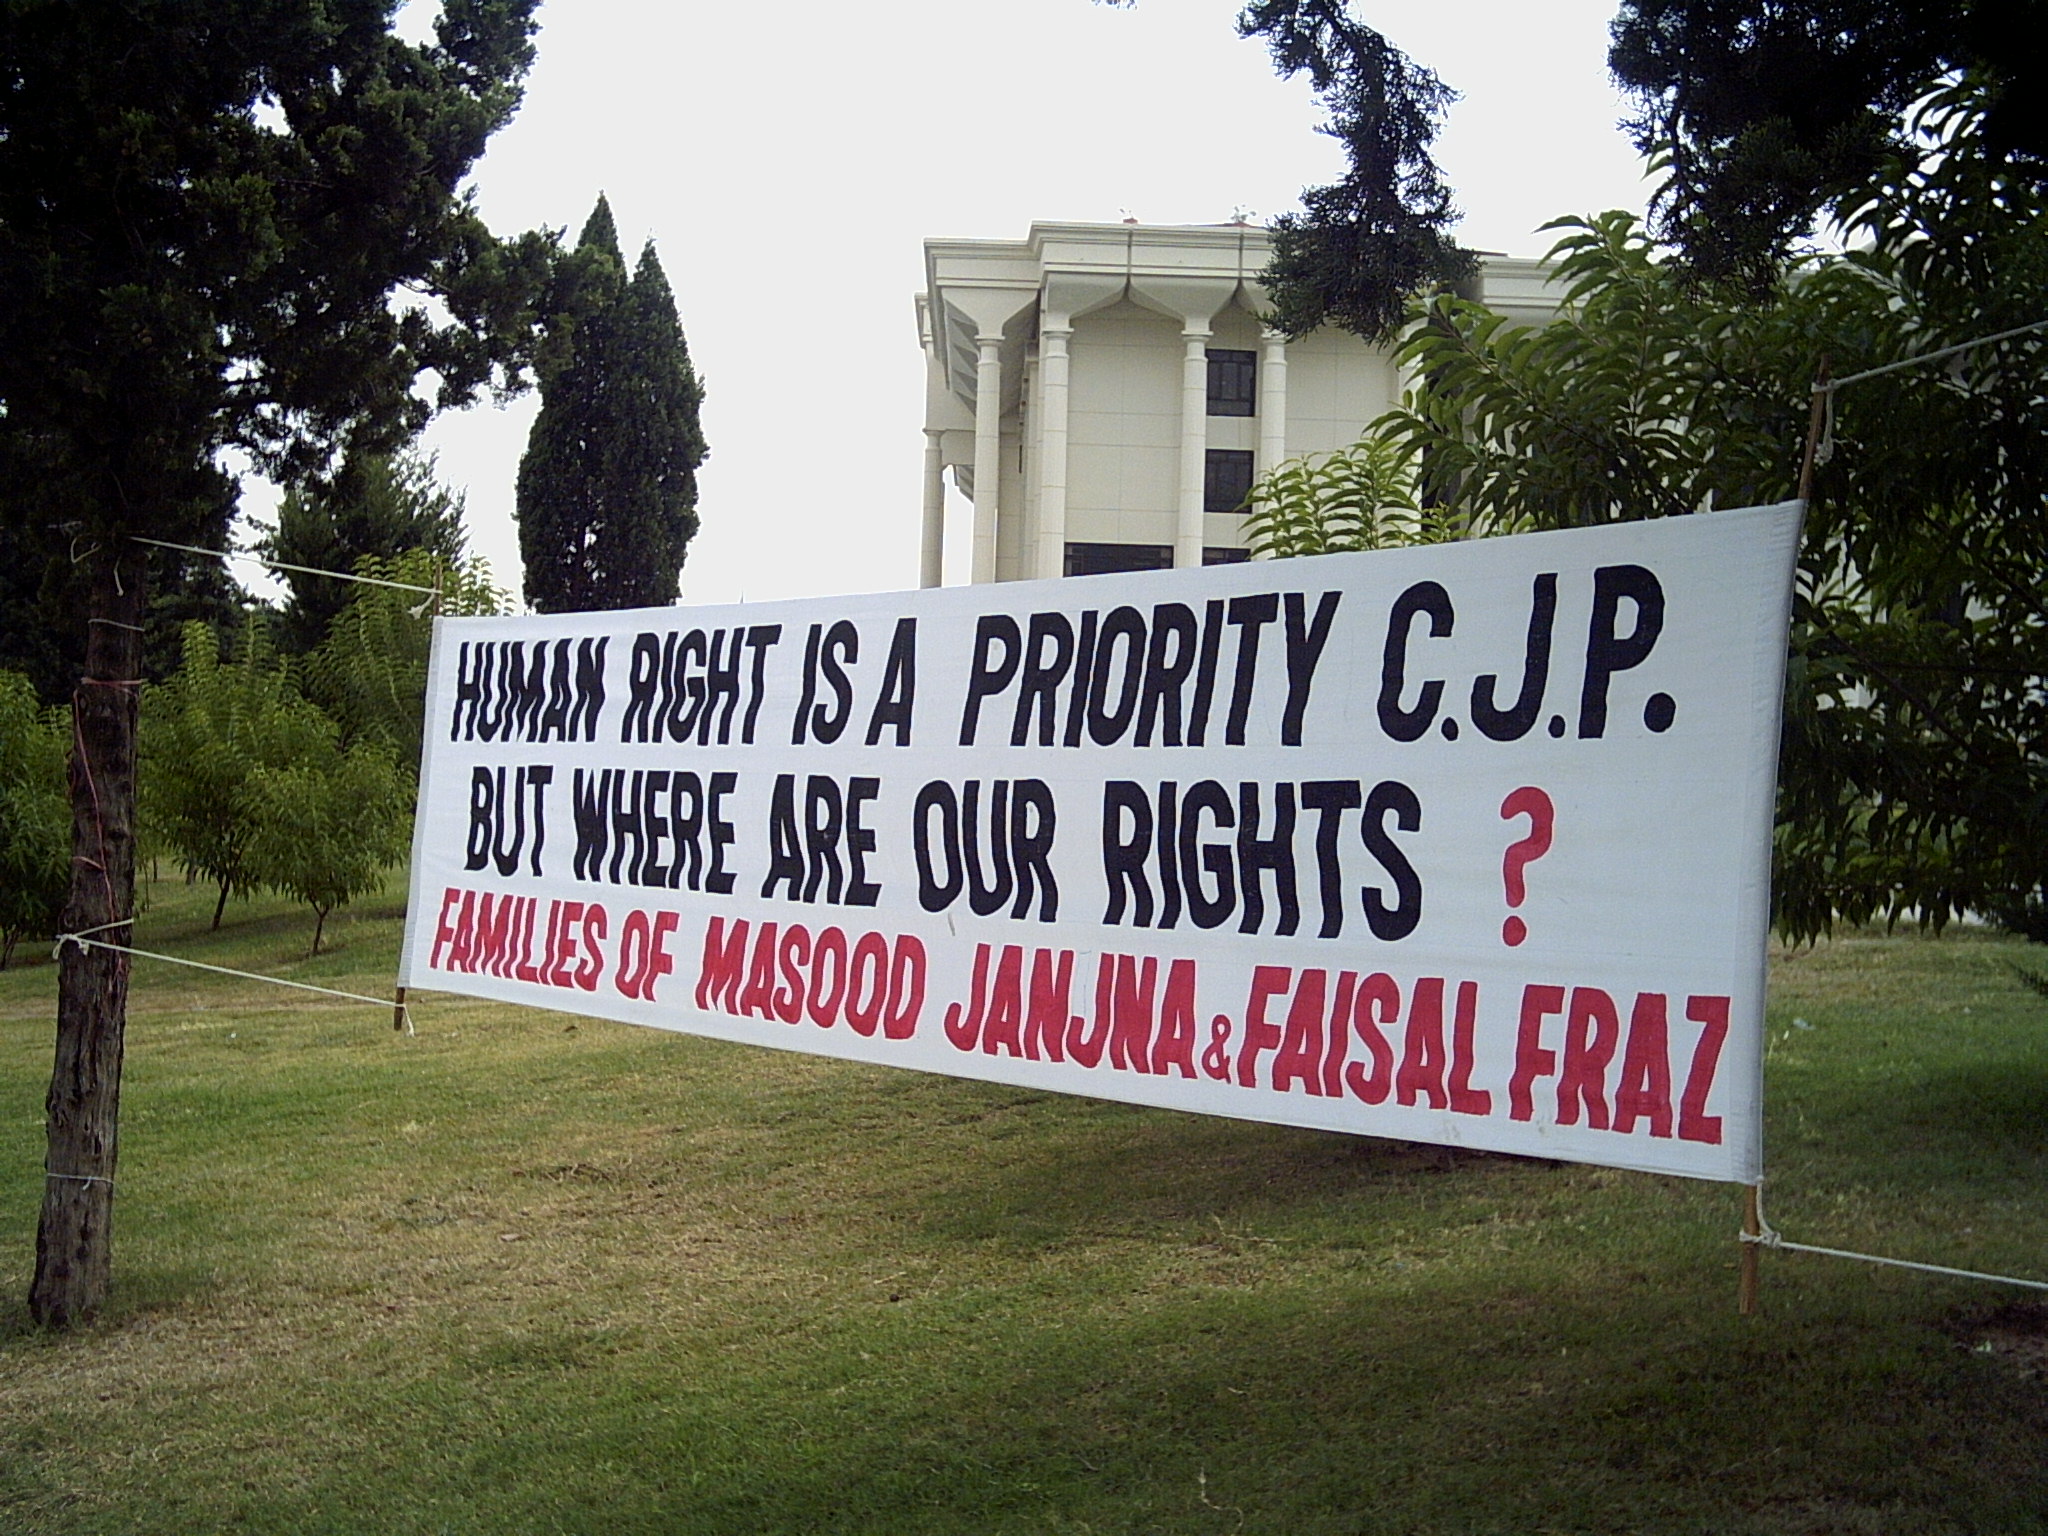 HUMAN RIGHT IS A PRIORITY C.J.P.
BUT WHERE ARE OUR RIGHTS ?
FAMILIES OF MASOOD JANJNA & FAISAL FRAZ